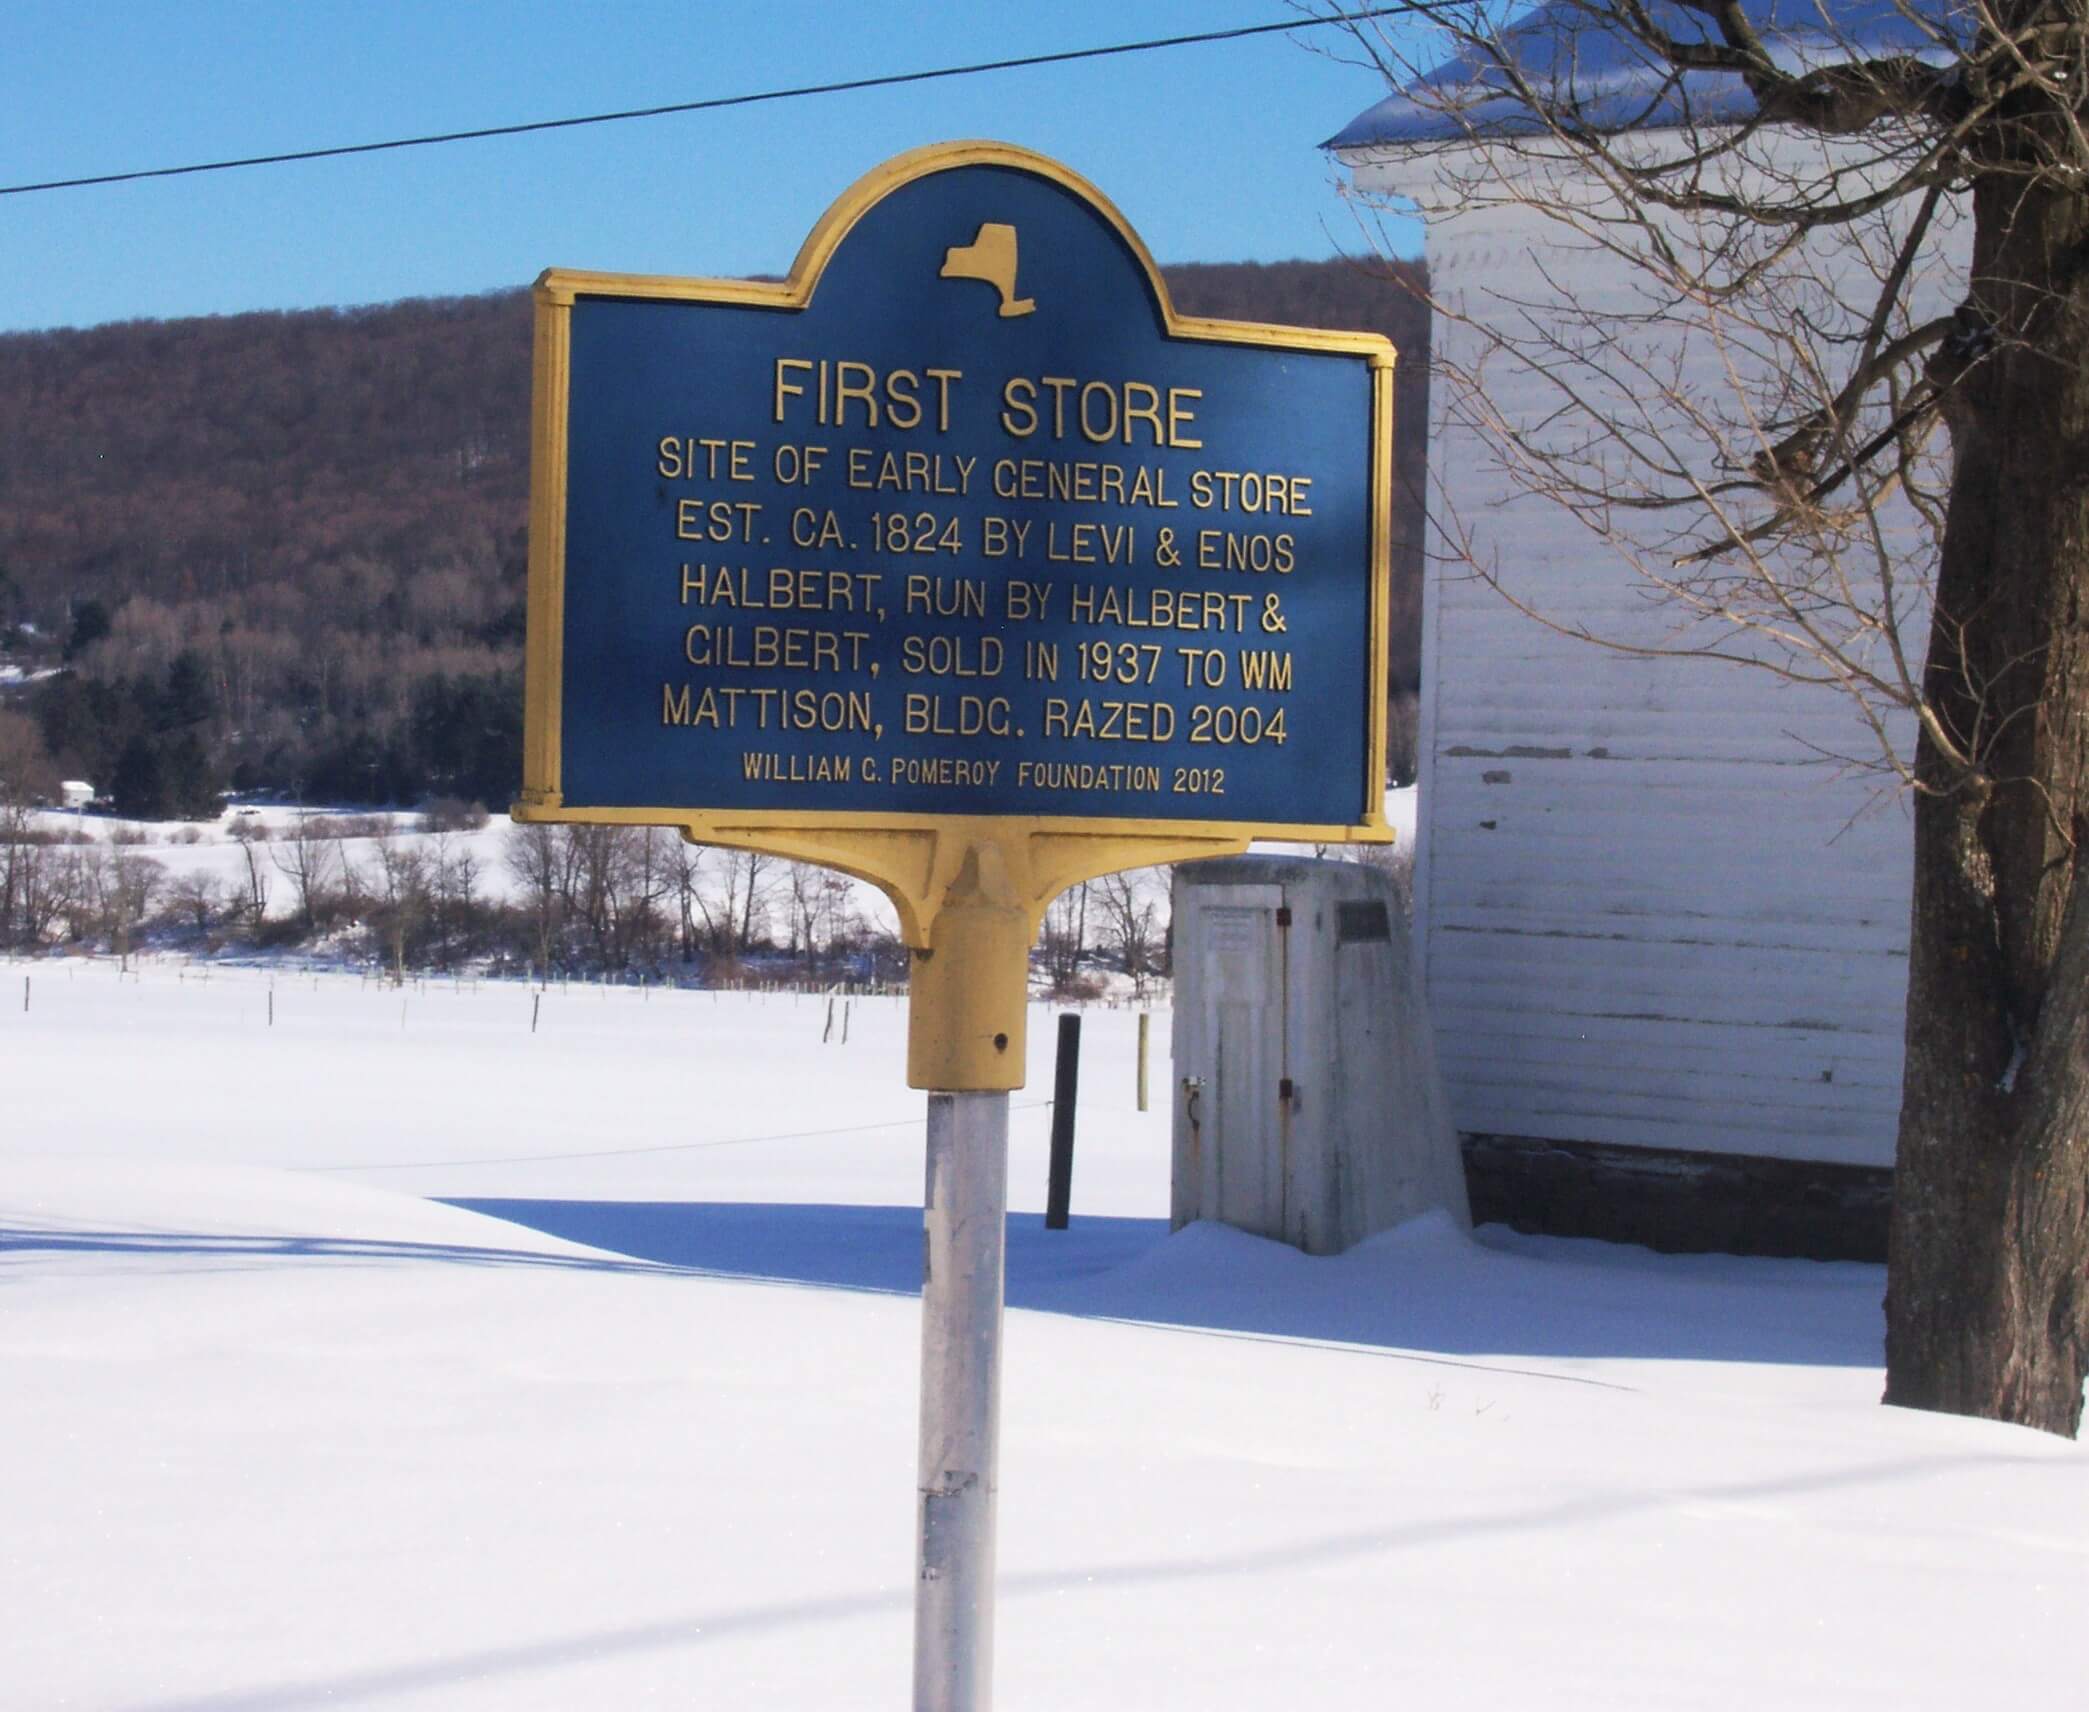 FIRST STORE
SITE OF EARLY GENERAL STORE
EST. CA. 1824 BY LEVI & ENOS
HALBERT, RUN BY HALBERT &
GILBERT, SOLD IN 1937 TO WM
MATTISON, BLDG. RAZED 2004
WILLIAM G. POMEROY FOUNDATION 2012